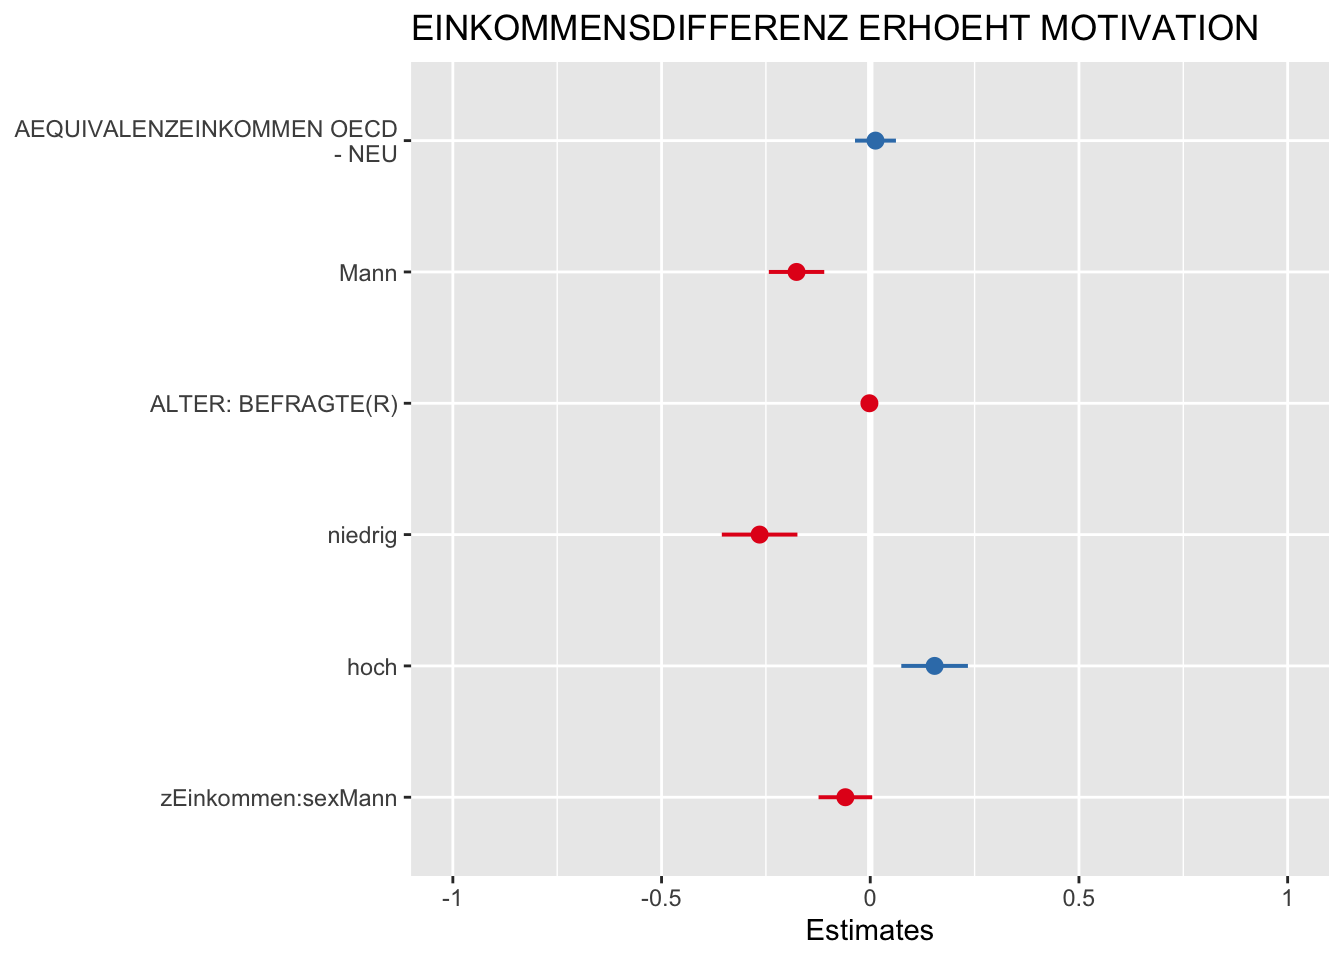 EINKOMMENSDIFFERENZ ERHOEHT MOTIVATION
AEQUIVALENZEINKOMMEN OECD
- NEU
Mann
ALTER: BEFRAGTE(R)
niedrig
hoch
zEinkommen:sexMann
-1 -0.5 0 0.5 1
Estimates